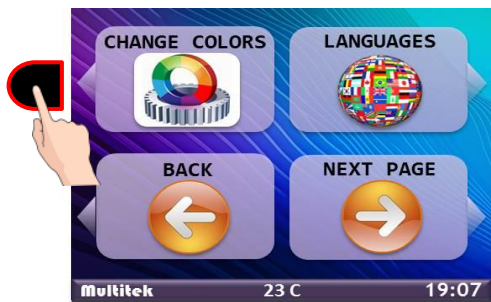 CHANGE COLORS
LANGUAGES
BACK
NEXT PAGE
Multitek
23 C
19:07